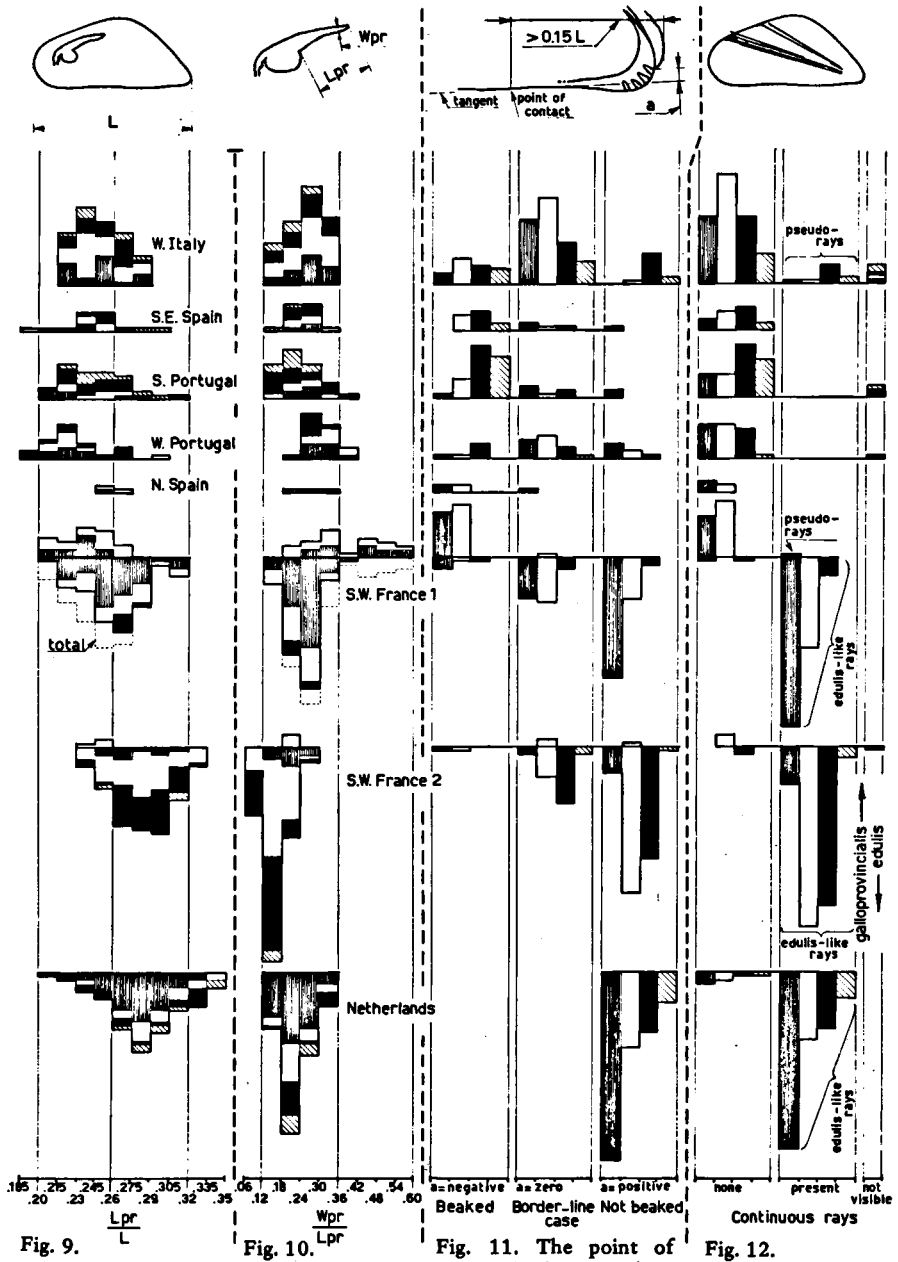 L
Wpr
Lpr
> 0.15 L
tangent
point of
contact
a
W. Italy
pseudo-
rays
S.E. Spain
S. Portugal
W. Portugal
N. Spain
pseudo-
rays
S.W. France 1
total
edulis-like
rays
S.W. France 2
galloprovincialis
edulis
edulis-like
rays
Netherlands
edulis-like
rays
.185 .215 .245 .275 .305 .335
.20 .23 .26 .29 .32 .35
Lpr
L
.06 .18 .30 .42 .54
.12 .24 .36 .48 .60
Wpr
Lpr
a = negative a = zero a = positive
Beaked Border-line Not beaked
case
none present not
visible
Continuous rays
Fig. 9.
Fig. 10.
Fig. 11. The point of
Fig. 12.